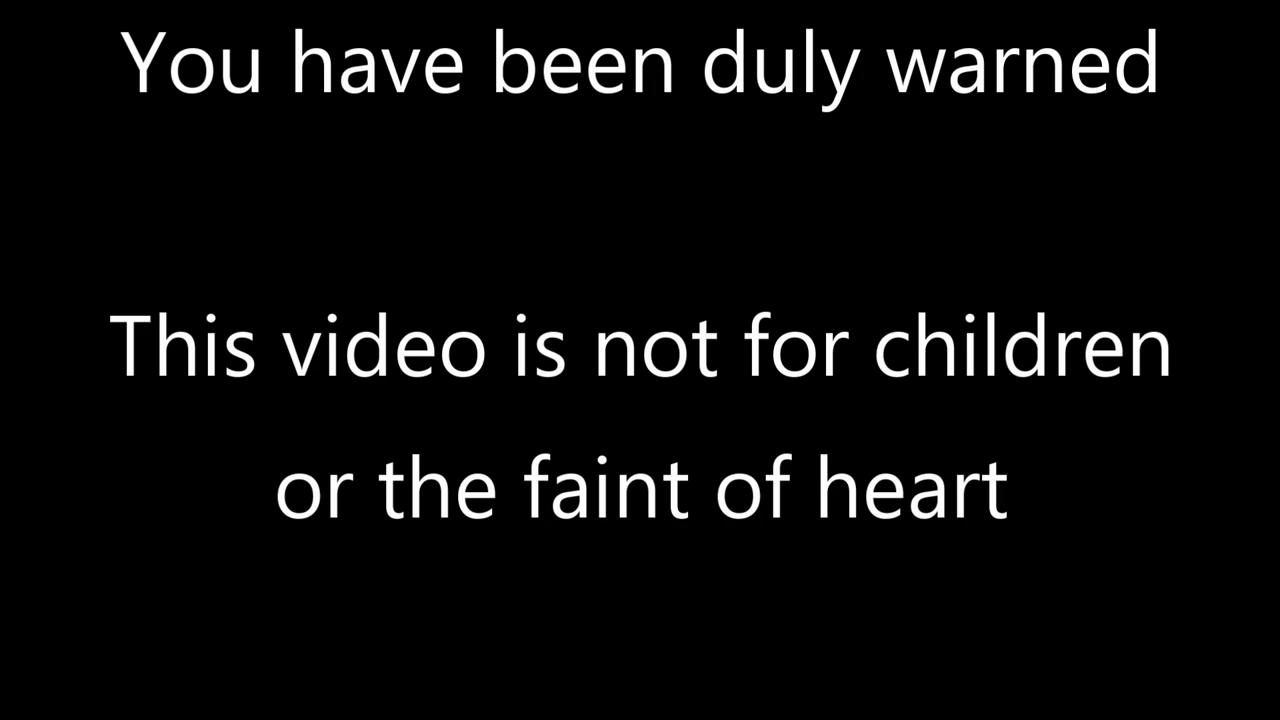 You have been duly warned
This video is not for children
or the faint of heart